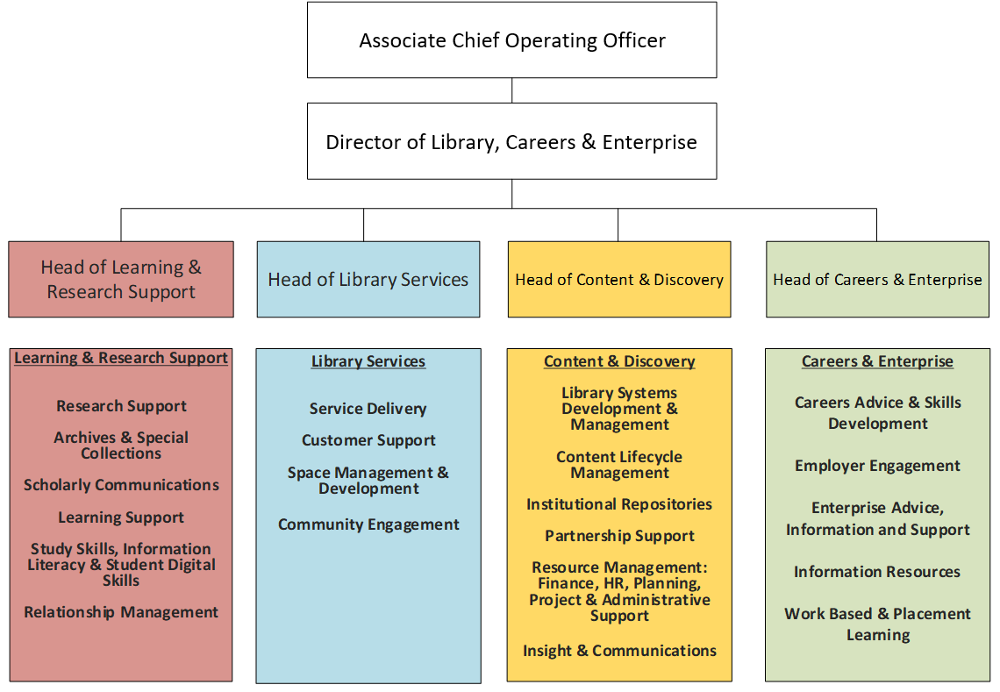 Associate Chief Operating Officer
Director of Library, Careers & Enterprise
Head of Learning &
Research Support
Head of Library Services
Head of Content & Discovery
Head of Careers & Enterprise
Learning & Research Support
Research Support
Archives & Special
Collections
Scholarly Communications
Learning Support
Study Skills, Information
Literacy & Student Digital
Skills
Relationship Management
Library Services
Service Delivery
Customer Support
Space Management &
Development
Community Engagement
Content & Discovery
Library Systems
Development &
Management
Content Lifecycle
Management
Institutional Repositories
Partnership Support
Resource Management:
Finance, HR, Planning,
Project & Administrative
Support
Insight & Communications
Careers & Enterprise
Careers Advice & Skills
Development
Employer Engagement
Enterprise Advice,
Information and Support
Information Resources
Work Based & Placement
Learning